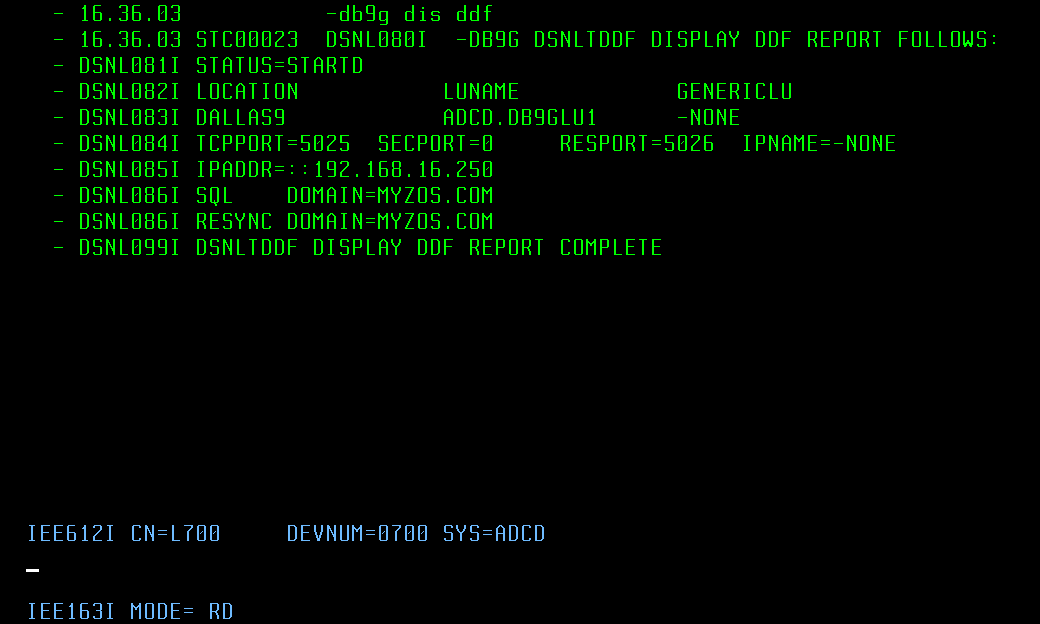 - 16.36.03           -db9g dis ddf
- 16.36.03 STC00023  DSNL080I  -DB9G DSNLTDDF DISPLAY DDF REPORT FOLLOWS:
- DSNL081I STATUS=STARTD
- DSNL082I LOCATION           LUNAME            GENERICLU
- DSNL083I DALLAS9            ADCD.DB9GLU1      -NONE
- DSNL084I TCPPORT=5025  SECPORT=0     RESPORT=5026  IPNAME=-NONE
- DSNL085I IPADDR=::192.168.16.250
- DSNL086I SQL    DOMAIN=MYZOS.COM
- DSNL086I RESYNC DOMAIN=MYZOS.COM
- DSNL099I DSNLTDDF DISPLAY DDF REPORT COMPLETE
IEE612I CN=L700     DEVNUM=0700 SYS=ADCD
IEE163I MODE= RD